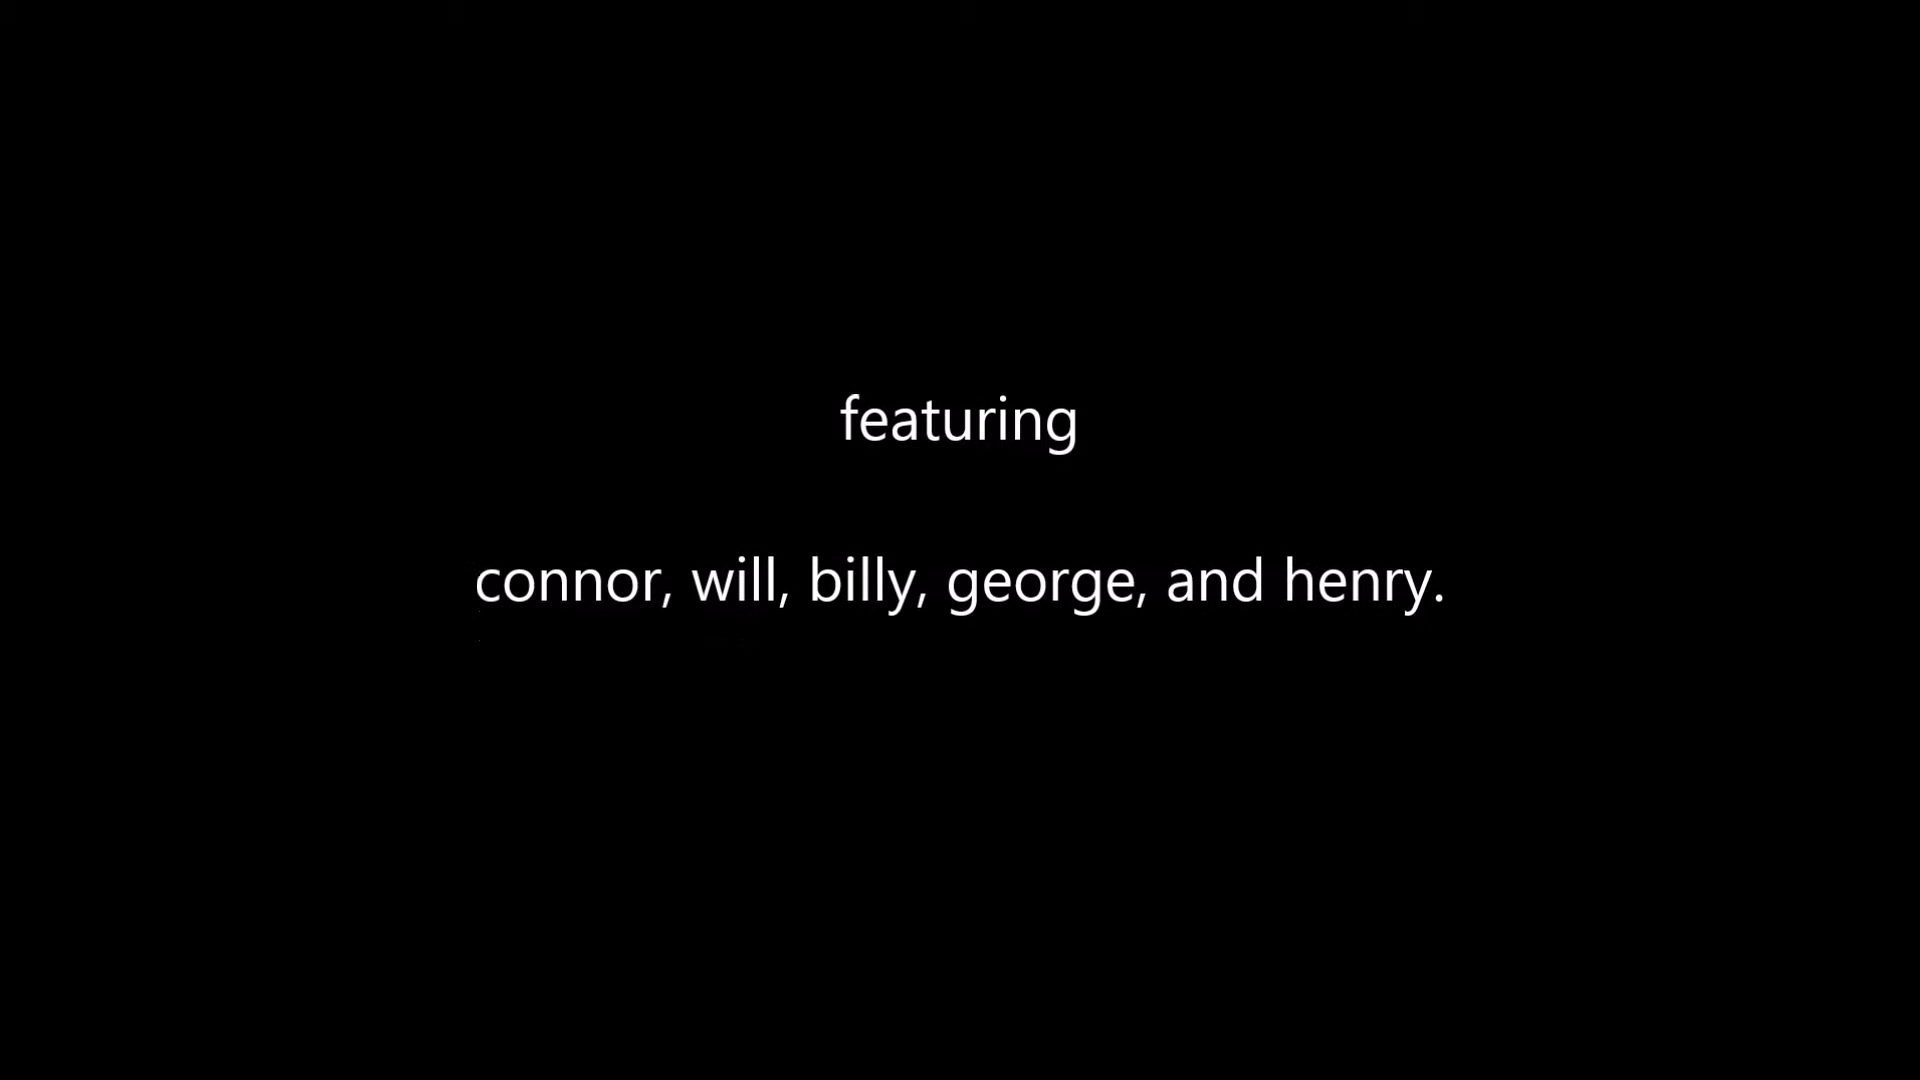 featuring
connor, will, billy, george, and henry.